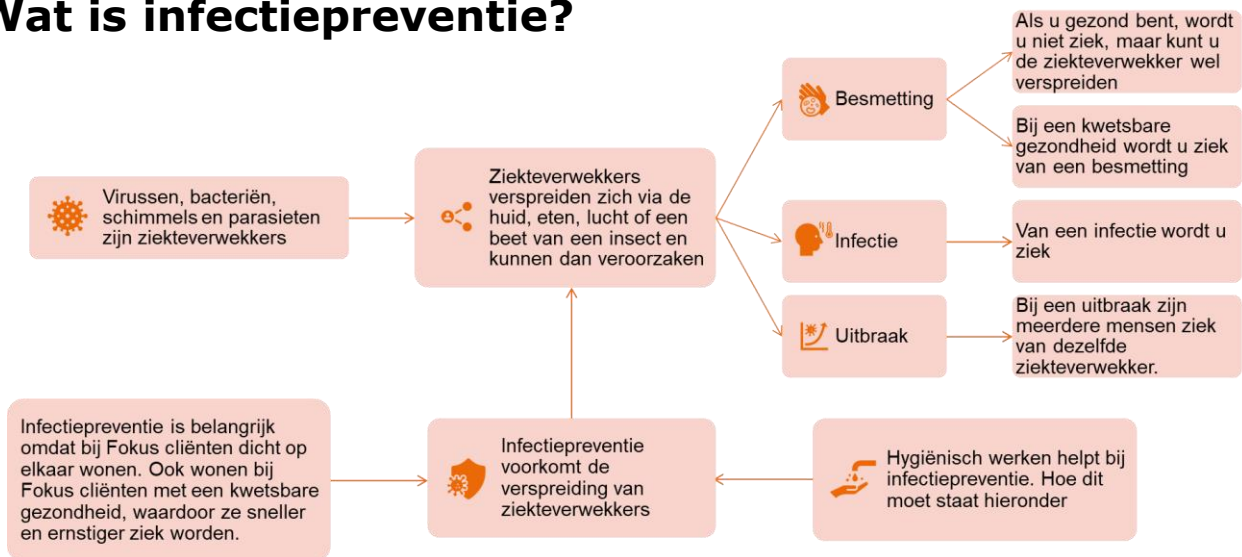 Wat is infectiepreventie?
Virussen, bacteriën,
schimmels en parasieten
zijn ziekteverwekkers
Ziekteverwekkers
verspreiden zich via de
huid, eten, lucht of een
beet van een insect en
kunnen dan veroorzaken
Besmetting
Als u gezond bent, wordt
u niet ziek, maar kunt u
de ziekteverwekker wel
verspreiden
Bij een kwetsbare
gezondheid wordt u ziek
van een besmetting
Infectie
Van een infectie wordt u
ziek
Uitbraak
Bij een uitbraak zijn
meerdere mensen ziek
van dezelfde
ziekteverwekker.
Infectiepreventie is belangrijk
omdat bij Fokus cliënten dicht op
elkaar wonen. Ook wonen bij
Fokus cliënten met een kwetsbare
gezondheid, waardoor ze sneller
en ernstiger ziek worden.
Infectiepreventie
voorkomt de
verspreiding van
ziekteverwekkers
Hygiënisch werken helpt bij
infectiepreventie. Hoe dit
moet staat hieronder